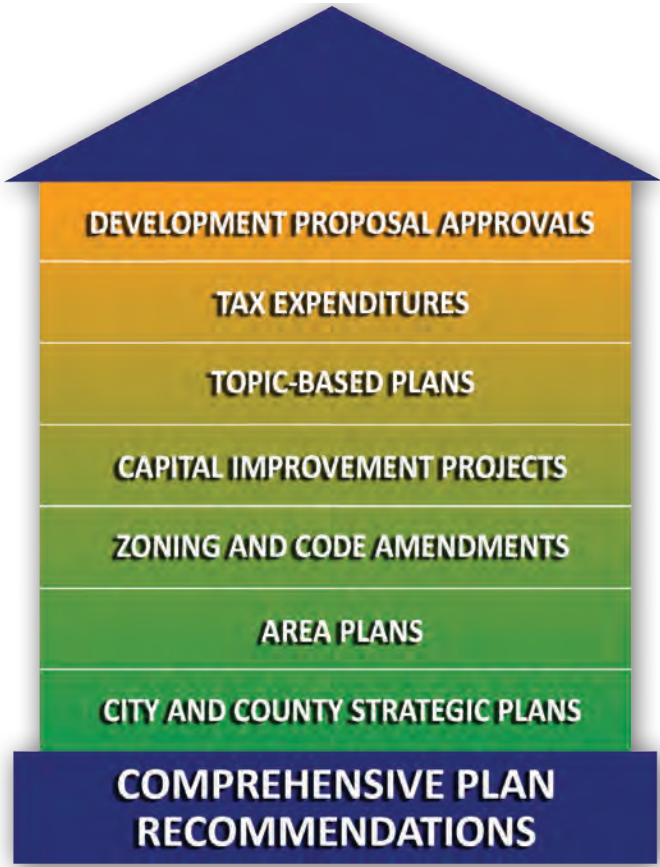 DEVELOPMENT PROPOSAL APPROVALS
TAX EXPENDITURES
TOPIC-BASED PLANS
CAPITAL IMPROVEMENT PROJECTS
ZONING AND CODE AMENDMENTS
AREA PLANS
CITY AND COUNTY STRATEGIC PLANS
COMPREHENSIVE PLAN
RECOMMENDATIONS